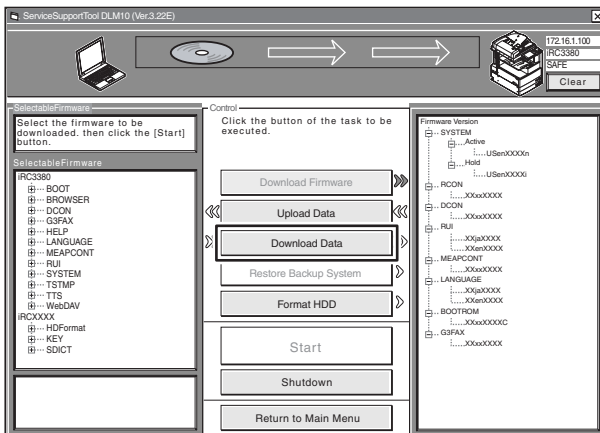 ServiceSupportTool DLM10 (Ver.3.22E)
172.16.1.100
iRC3380
SAFE
Clear
SelectableFirmware
Select the firmware to be
downloaded. then click the [Start]
button.
SelectableFirmware
iRC3380
BOOT
BROWSER
DCON
G3FAX
HELP
LANGUAGE
MEAPCONT
RUI
SYSTEM
TSTMP
TTS
WebDAV
iRCXXXX
HDFormat
KEY
SDICT
Control
Click the button of the task to be
executed.
Download Firmware
Upload Data
Download Data
Restore Backup System
Format HDD
Start
Shutdown
Return to Main Menu
Firmware Version
SYSTEM
Active
USenXXXXn
Hold
USenXXXXi
RCON
XXxxXXXX
DCON
XXxxXXXX
RUI
XXjaXXXX
XXenXXXX
MEAPCONT
XXxxXXXX
LANGUAGE
XXjaXXXX
XXenXXXX
BOOTROM
XXxxXXXXC
G3FAX
XXxxXXXX